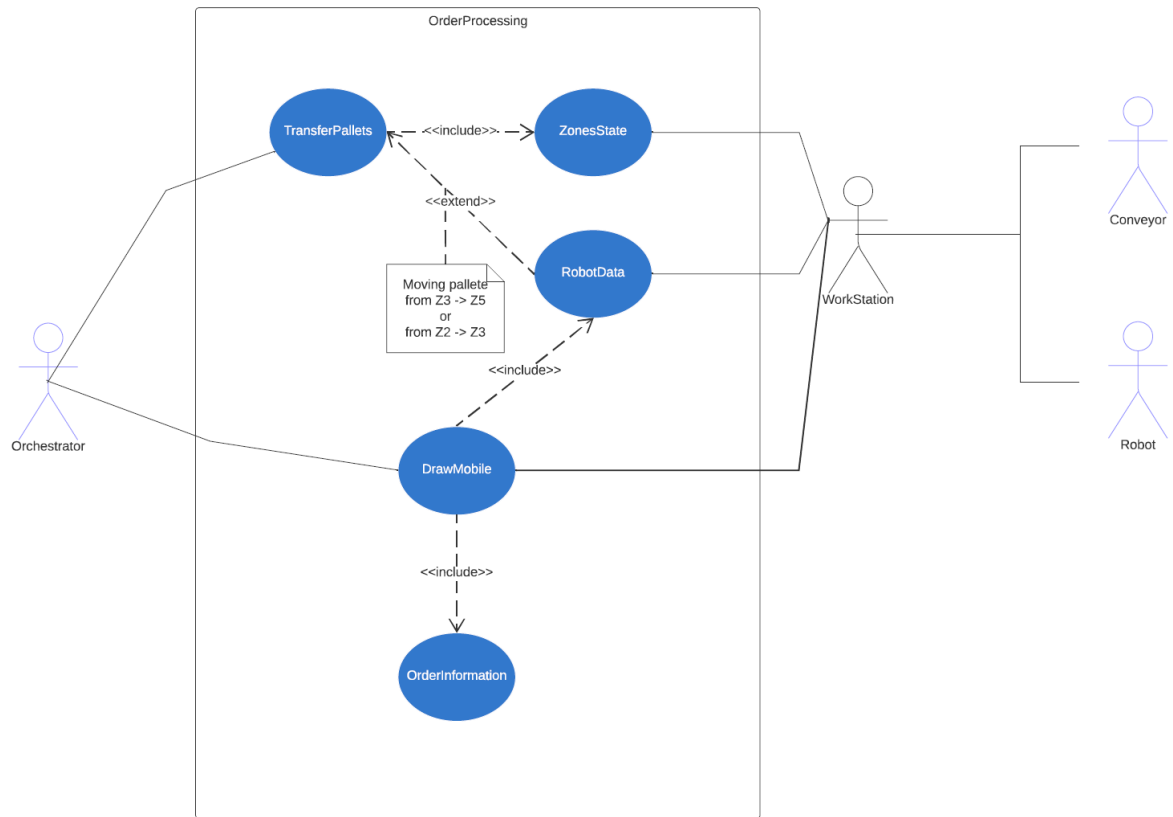 OrderProcessing
TransferPallets
<<include>>
ZonesState
<<extend>>
Conveyor
RobotData
Moving pallete
from Z3 -> Z5
or
from Z2 -> Z3
WorkStation
<<include>>
Orchestrator
Robot
DrawMobile
<<include>>
OrderInformation